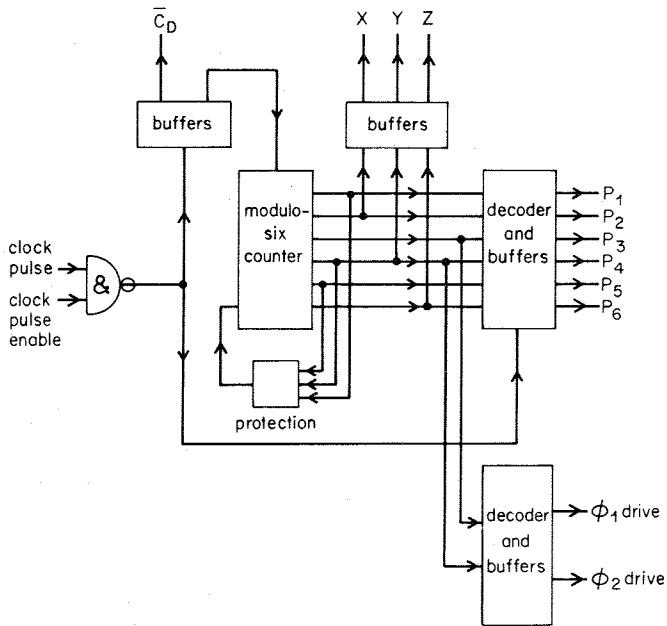 C̅D
X Y Z
buffers
buffers
modulo-
six
counter
decoder
and
buffers
P1
P2
P3
P4
P5
P6
clock
pulse
&
clock
pulse
enable
protection
decoder
and
buffers
ϕ1 drive
ϕ2 drive